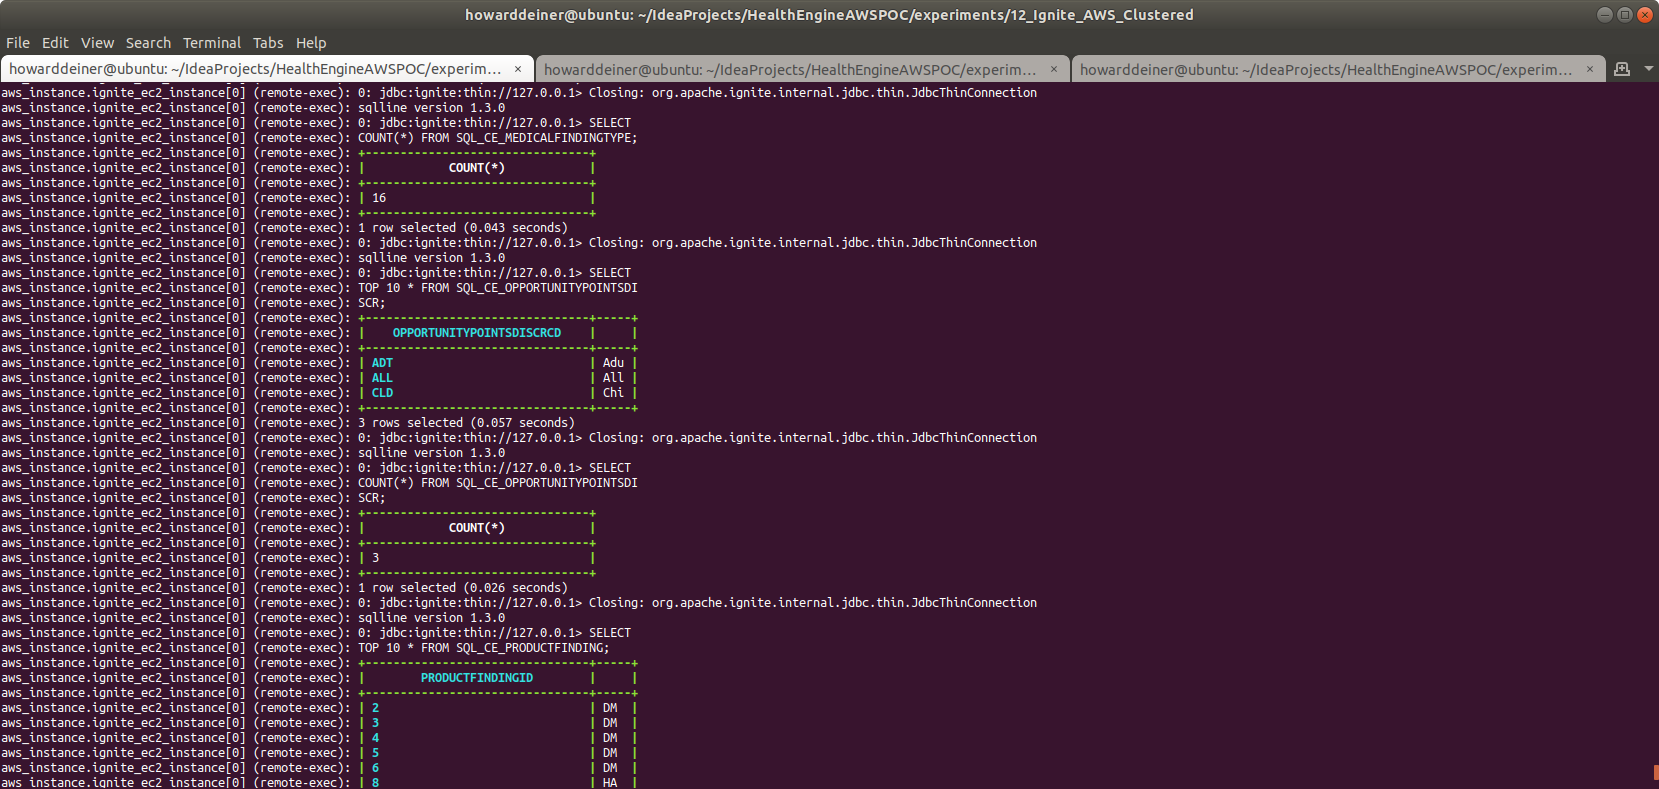 howarddeiner@ubuntu: ~/IdeaProjects/HealthEngineAWSPOC/experiments/12_Ignite_AWS_Clustered
File Edit View Search Terminal Tabs Help
howarddeiner@ubuntu: ~/IdeaProjects/HealthEngineAWSPOC/experim... × howarddeiner@ubuntu: ~/IdeaProjects/HealthEngineAWSPOC/experim... × howarddeiner@ubuntu: ~/IdeaProjects/HealthEngineAWSPOC/experim... ×
aws_instance.ignite_ec2_instance[0] (remote-exec): 0: jdbc:ignite:thin://127.0.0.1> Closing: org.apache.ignite.internal.jdbc.thin.JdbcThinConnection
aws_instance.ignite_ec2_instance[0] (remote-exec): sqlline version 1.3.0
aws_instance.ignite_ec2_instance[0] (remote-exec): 0: jdbc:ignite:thin://127.0.0.1> SELECT
aws_instance.ignite_ec2_instance[0] (remote-exec): COUNT(*) FROM SQL_CE_MEDICALFINDINGTYPE;
aws_instance.ignite_ec2_instance[0] (remote-exec): +--------------------------------+
aws_instance.ignite_ec2_instance[0] (remote-exec): |            COUNT(*)            |
aws_instance.ignite_ec2_instance[0] (remote-exec): +--------------------------------+
aws_instance.ignite_ec2_instance[0] (remote-exec): | 16                             |
aws_instance.ignite_ec2_instance[0] (remote-exec): +--------------------------------+
aws_instance.ignite_ec2_instance[0] (remote-exec): 1 row selected (0.043 seconds)
aws_instance.ignite_ec2_instance[0] (remote-exec): 0: jdbc:ignite:thin://127.0.0.1> Closing: org.apache.ignite.internal.jdbc.thin.JdbcThinConnection
aws_instance.ignite_ec2_instance[0] (remote-exec): sqlline version 1.3.0
aws_instance.ignite_ec2_instance[0] (remote-exec): 0: jdbc:ignite:thin://127.0.0.1> SELECT
aws_instance.ignite_ec2_instance[0] (remote-exec): TOP 10 * FROM SQL_CE_OPPORTUNITYPOINTSDI
aws_instance.ignite_ec2_instance[0] (remote-exec): SCR;
aws_instance.ignite_ec2_instance[0] (remote-exec): +--------------------------------+-----+
aws_instance.ignite_ec2_instance[0] (remote-exec): |    OPPORTUNITYPOINTSDISCRCD    |     |
aws_instance.ignite_ec2_instance[0] (remote-exec): +--------------------------------+-----+
aws_instance.ignite_ec2_instance[0] (remote-exec): | ADT                            | Adu |
aws_instance.ignite_ec2_instance[0] (remote-exec): | ALL                            | All |
aws_instance.ignite_ec2_instance[0] (remote-exec): | CLD                            | Chi |
aws_instance.ignite_ec2_instance[0] (remote-exec): +--------------------------------+-----+
aws_instance.ignite_ec2_instance[0] (remote-exec): 3 rows selected (0.057 seconds)
aws_instance.ignite_ec2_instance[0] (remote-exec): 0: jdbc:ignite:thin://127.0.0.1> Closing: org.apache.ignite.internal.jdbc.thin.JdbcThinConnection
aws_instance.ignite_ec2_instance[0] (remote-exec): sqlline version 1.3.0
aws_instance.ignite_ec2_instance[0] (remote-exec): 0: jdbc:ignite:thin://127.0.0.1> SELECT
aws_instance.ignite_ec2_instance[0] (remote-exec): COUNT(*) FROM SQL_CE_OPPORTUNITYPOINTSDI
aws_instance.ignite_ec2_instance[0] (remote-exec): SCR;
aws_instance.ignite_ec2_instance[0] (remote-exec): +--------------------------------+
aws_instance.ignite_ec2_instance[0] (remote-exec): |            COUNT(*)            |
aws_instance.ignite_ec2_instance[0] (remote-exec): +--------------------------------+
aws_instance.ignite_ec2_instance[0] (remote-exec): | 3                              |
aws_instance.ignite_ec2_instance[0] (remote-exec): +--------------------------------+
aws_instance.ignite_ec2_instance[0] (remote-exec): 1 row selected (0.026 seconds)
aws_instance.ignite_ec2_instance[0] (remote-exec): 0: jdbc:ignite:thin://127.0.0.1> Closing: org.apache.ignite.internal.jdbc.thin.JdbcThinConnection
aws_instance.ignite_ec2_instance[0] (remote-exec): sqlline version 1.3.0
aws_instance.ignite_ec2_instance[0] (remote-exec): 0: jdbc:ignite:thin://127.0.0.1> SELECT
aws_instance.ignite_ec2_instance[0] (remote-exec): TOP 10 * FROM SQL_CE_PRODUCTFINDING;
aws_instance.ignite_ec2_instance[0] (remote-exec): +--------------------------------+-----+
aws_instance.ignite_ec2_instance[0] (remote-exec): |        PRODUCTFINDINGID        |     |
aws_instance.ignite_ec2_instance[0] (remote-exec): +--------------------------------+-----+
aws_instance.ignite_ec2_instance[0] (remote-exec): | 2                              | DM  |
aws_instance.ignite_ec2_instance[0] (remote-exec): | 3                              | DM  |
aws_instance.ignite_ec2_instance[0] (remote-exec): | 4                              | DM  |
aws_instance.ignite_ec2_instance[0] (remote-exec): | 5                              | DM  |
aws_instance.ignite_ec2_instance[0] (remote-exec): | 6                              | DM  |
aws_instance.ignite_ec2_instance[0] (remote-exec): | 8                              | HA  |